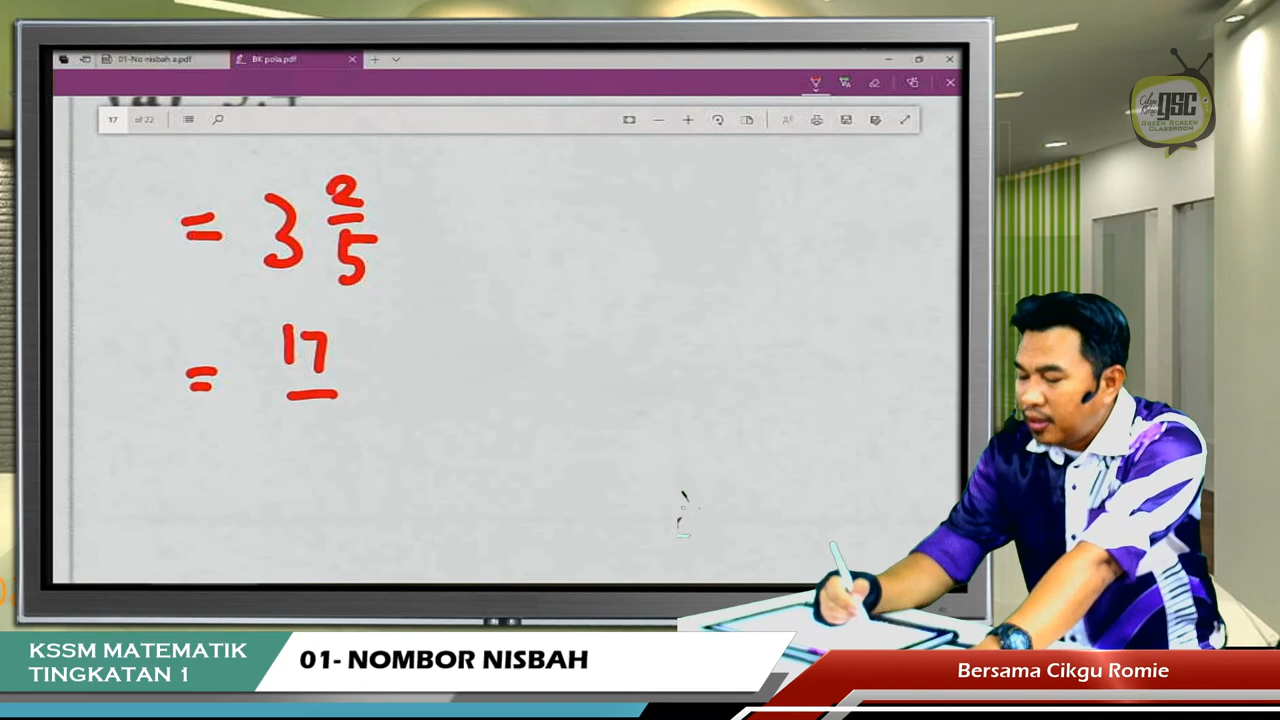 01-No nisbah a.pdf
BK pola.pdf
17 of 22
= 3 2/5
= 17
GSC
GREEN SCREEN
CLASSROOM
KSSM MATEMATIK
TINGKATAN 1
01- NOMBOR NISBAH
Bersama Cikgu Romie